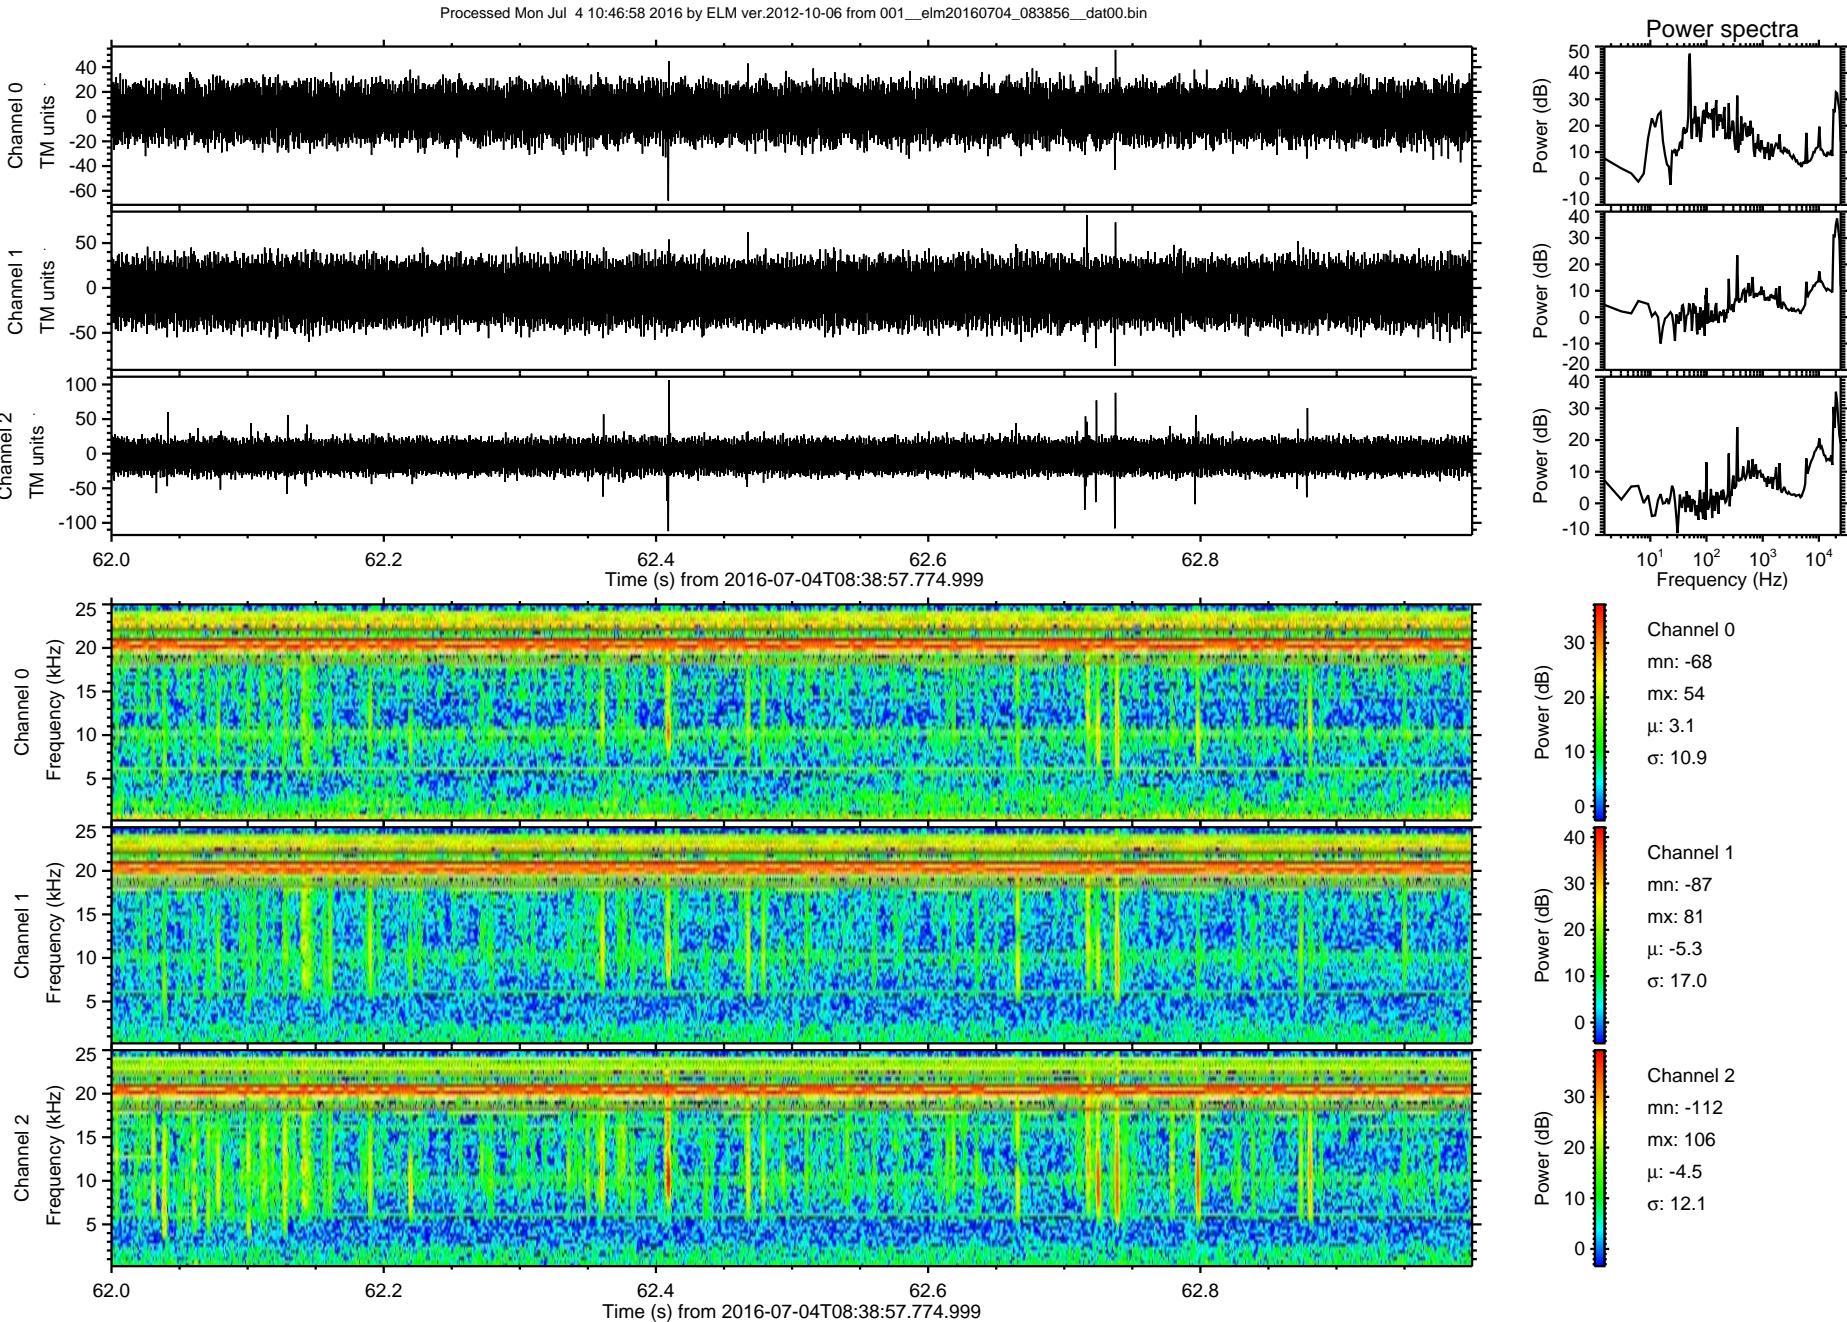 Processed Mon Jul  4 10:46:58 2016 by ELM ver.2012-10-06 from 001__elm20160704_083856__dat00.bin
Power spectra
Channel 0
TM units
40
20
0
-20
-40
-60
Power (dB)
50
40
30
20
10
0
-10
Channel 1
TM units
50
0
-50
Power (dB)
40
30
20
10
0
-10
-20
Channel 2
TM units
100
50
0
-50
-100
Power (dB)
40
30
20
10
0
-10
62.0 62.2 62.4 62.6 62.8
Time (s) from 2016-07-04T08:38:57.774.999
10^1 10^2 10^3 10^4
Frequency (Hz)
Channel 0
Frequency (kHz)
25
20
15
10
5
Power (dB)
30
20
10
0
Channel 0
mn: -68
mx: 54
μ: 3.1
σ: 10.9
Channel 1
Frequency (kHz)
25
20
15
10
5
Power (dB)
40
30
20
10
0
Channel 1
mn: -87
mx: 81
μ: -5.3
σ: 17.0
Channel 2
Frequency (kHz)
25
20
15
10
5
Power (dB)
30
20
10
0
Channel 2
mn: -112
mx: 106
μ: -4.5
σ: 12.1
62.0 62.2 62.4 62.6 62.8
Time (s) from 2016-07-04T08:38:57.774.999